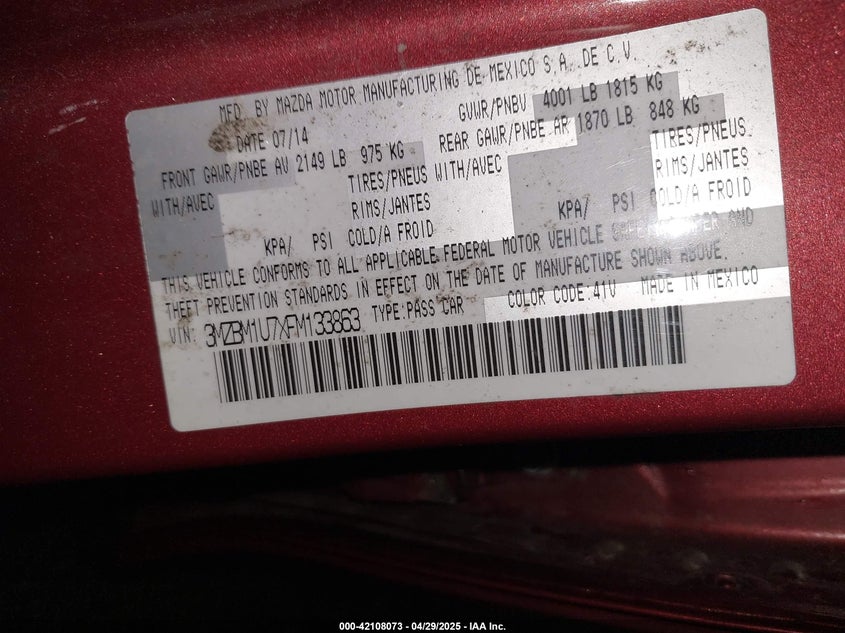 MFD. BY MAZDA MOTOR MANUFACTURING DE MEXICO S.A. DE C.V.
DATE 07/14 GVWR/PNBV 4001 LB 1815 KG
FRONT GAWR/PNBE AV 2149 LB 975 KG REAR GAWR/PNBE AR 1870 LB 848 KG
WITH/AVEC TIRES/PNEUS WITH/AVEC TIRES/PNEUS
RIMS/JANTES RIMS/JANTES
KPA/ PSI COLD/A FROID KPA/ PSI COLD/A FROID
THIS VEHICLE CONFORMS TO ALL APPLICABLE FEDERAL MOTOR VEHICLE AND
THEFT PREVENTION STANDARDS IN EFFECT ON THE DATE OF MANUFACTURE SHOWN ABOVE.
VIN: 3MZBM1U7XFM133863 TYPE:PASS CAR COLOR CODE:41V MADE IN MEXICO
000-42108073 - 04/29/2025 - IAA Inc.